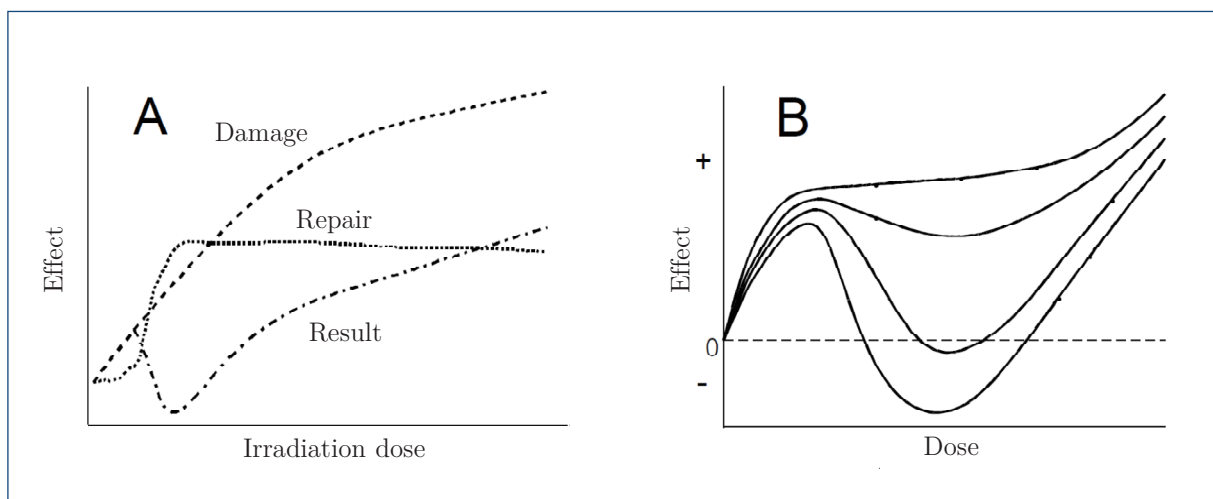 A
Damage
Repair
Result
Effect
Irradiation dose
B
+
Effect
0
-
Dose